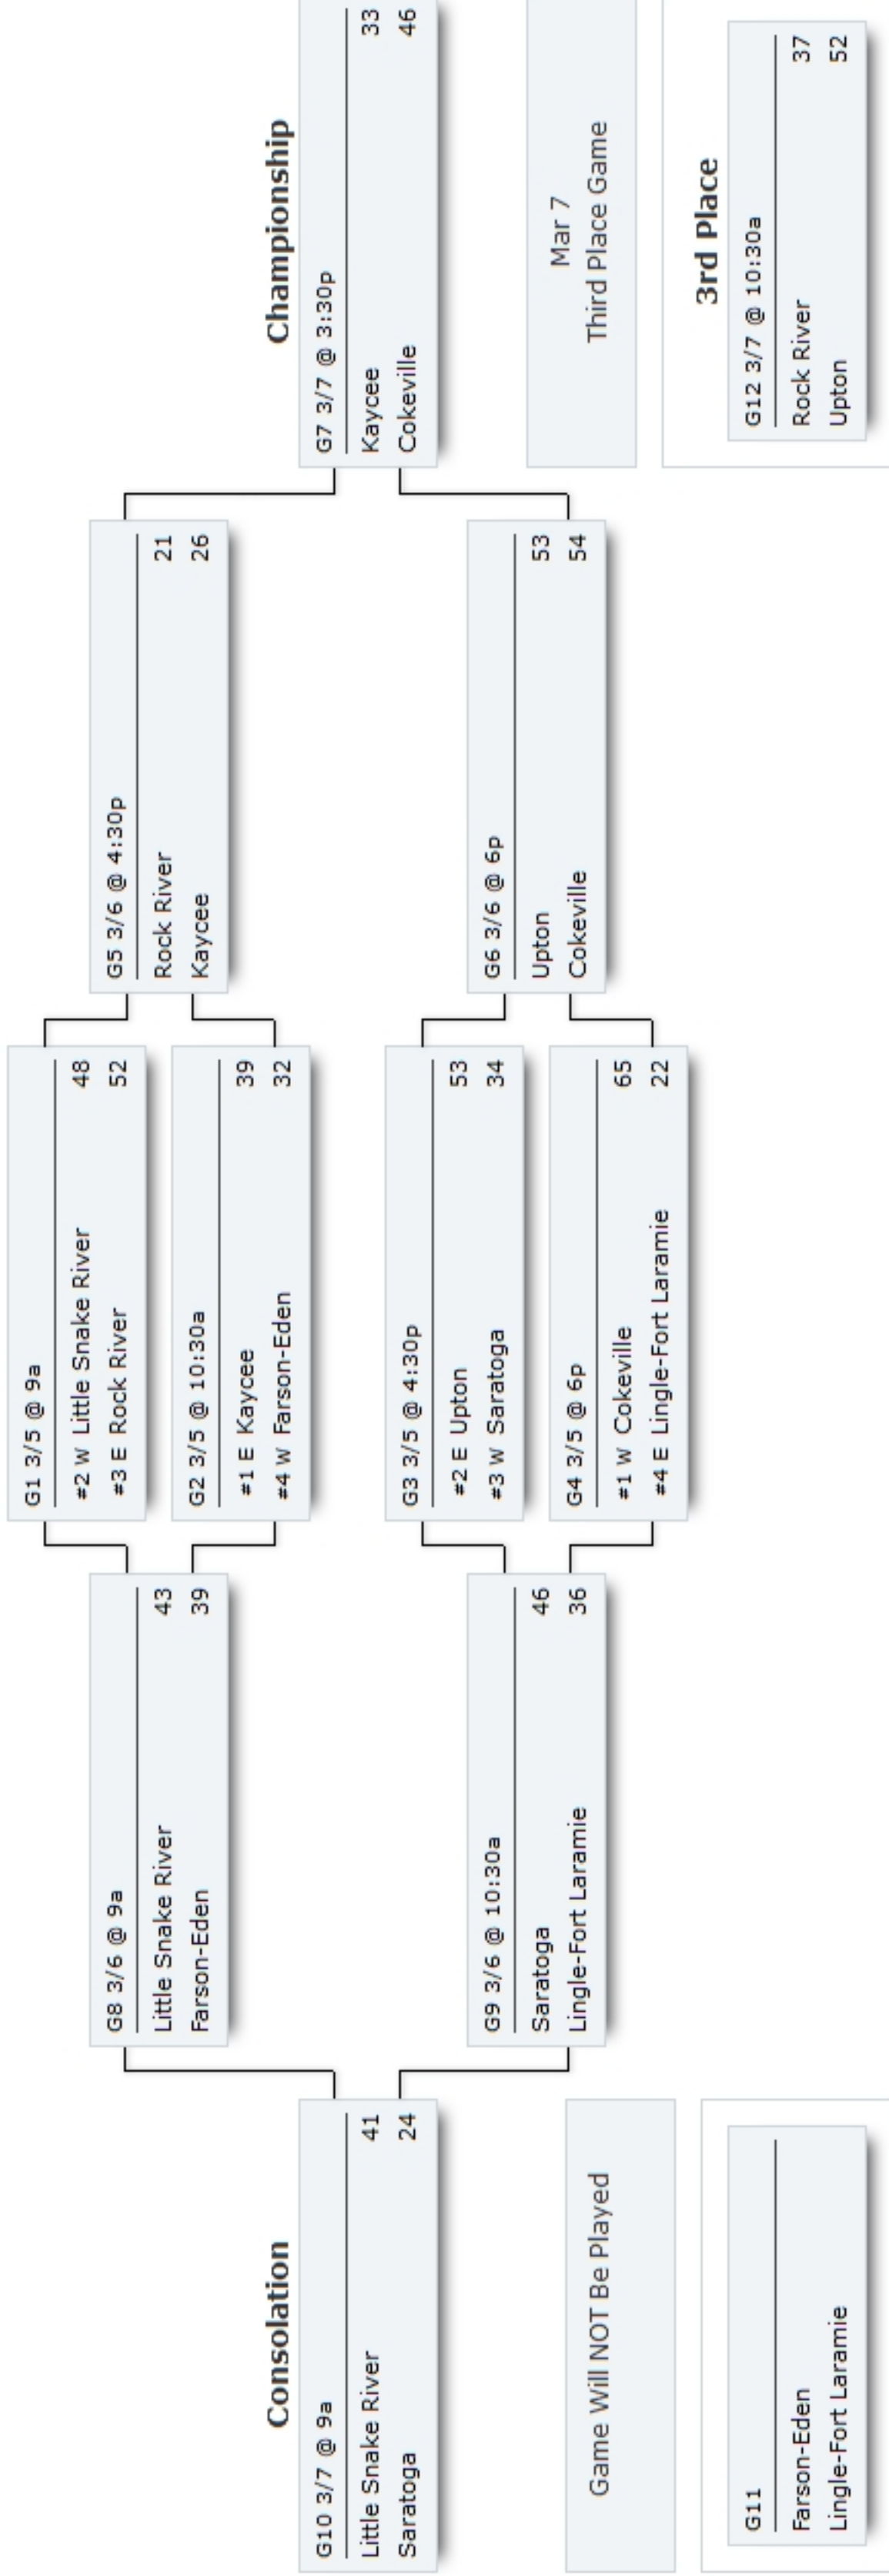 Consolation
G10 3/7 @ 9a
Little Snake River 41
Saratoga 24
Game Will NOT Be Played
G11
Farson-Eden
Lingle-Fort Laramie
G8 3/6 @ 9a
Little Snake River 43
Farson-Eden 39
G9 3/6 @ 10:30a
Saratoga 46
Lingle-Fort Laramie 36
G1 3/5 @ 9a
#2 W Little Snake River 48
#3 E Rock River 52
G2 3/5 @ 10:30a
#1 E Kaycee 39
#4 W Farson-Eden 32
G3 3/5 @ 4:30p
#2 E Upton 53
#3 W Saratoga 34
G4 3/5 @ 6p
#1 W Cokeville 65
#4 E Lingle-Fort Laramie 22
G5 3/6 @ 4:30p
Rock River 21
Kaycee 26
G6 3/6 @ 6p
Upton 53
Cokeville 54
Championship
G7 3/7 @ 3:30p
Kaycee 33
Cokeville 46
Mar 7
Third Place Game
3rd Place
G12 3/7 @ 10:30a
Rock River 37
Upton 52